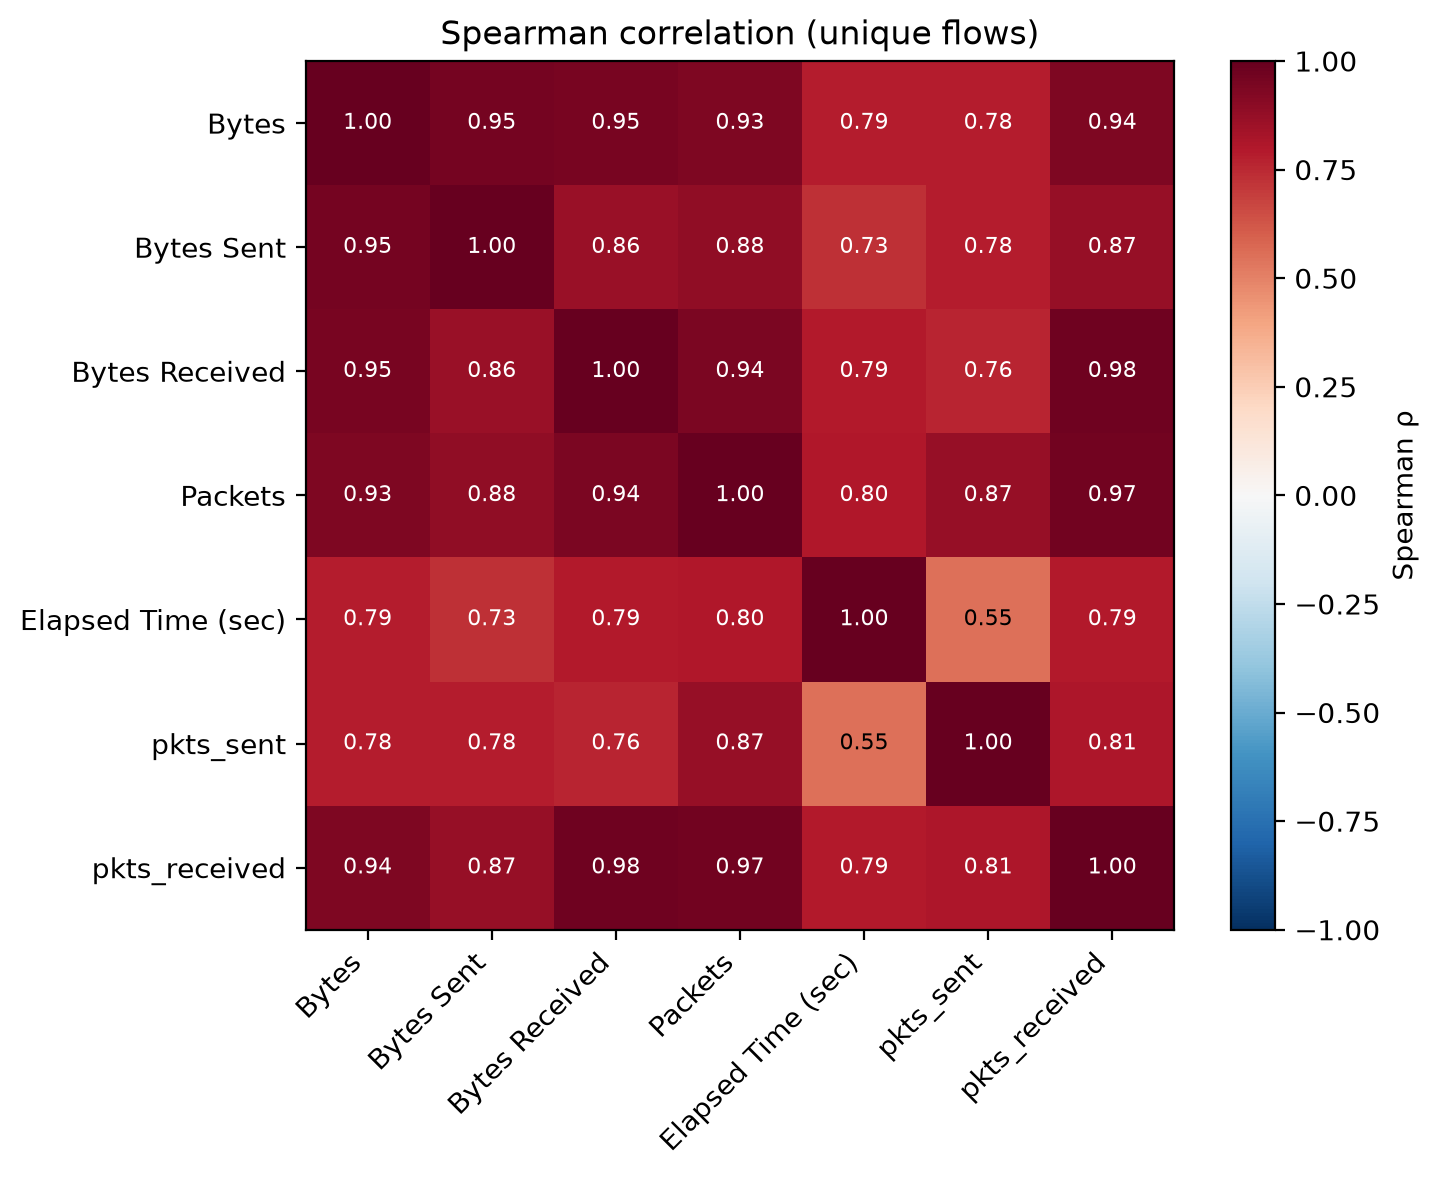 Spearman correlation (unique flows)
Bytes 1.00 0.95 0.95 0.93 0.79 0.78 0.94
Bytes Sent 0.95 1.00 0.86 0.88 0.73 0.78 0.87
Bytes Received 0.95 0.86 1.00 0.94 0.79 0.76 0.98
Packets 0.93 0.88 0.94 1.00 0.80 0.87 0.97
Elapsed Time (sec) 0.79 0.73 0.79 0.80 1.00 0.55 0.79
pkts_sent 0.78 0.78 0.76 0.87 0.55 1.00 0.81
pkts_received 0.94 0.87 0.98 0.97 0.79 0.81 1.00
Bytes
Bytes Sent
Bytes Received
Packets
Elapsed Time (sec)
pkts_sent
pkts_received
1.00
0.75
0.50
0.25
0.00
−0.25
−0.50
−0.75
−1.00
Spearman ρ